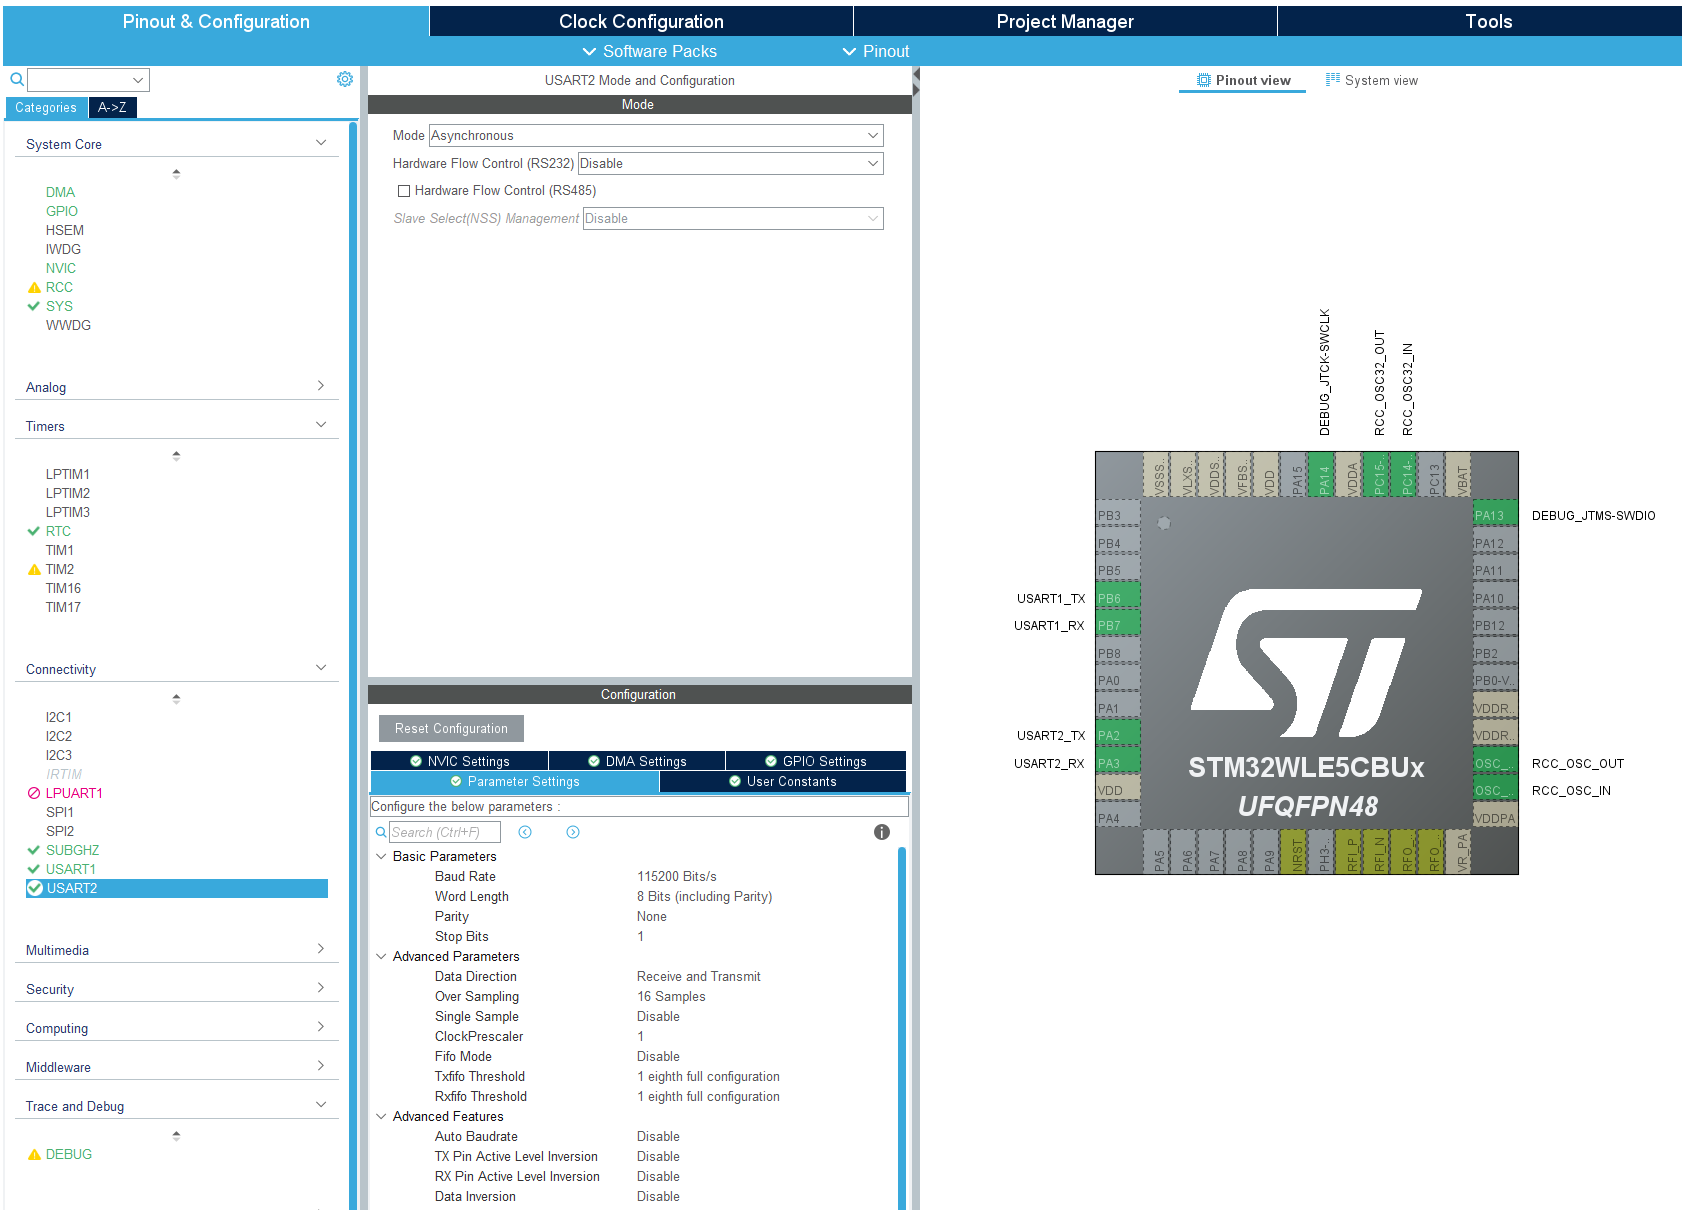 Pinout & Configuration
Clock Configuration
Project Manager
Tools
Software Packs
Pinout
Categories
A->Z
System Core
DMA
GPIO
HSEM
IWDG
NVIC
RCC
SYS
WWDG
Analog
Timers
LPTIM1
LPTIM2
LPTIM3
RTC
TIM1
TIM2
TIM16
TIM17
Connectivity
I2C1
I2C2
I2C3
IRTIM
LPUART1
SPI1
SPI2
SUBGHZ
USART1
USART2
Multimedia
Security
Computing
Middleware
Trace and Debug
DEBUG
USART2 Mode and Configuration
Mode
Mode Asynchronous
Hardware Flow Control (RS232) Disable
Hardware Flow Control (RS485)
Slave Select(NSS) Management Disable
Configuration
Reset Configuration
NVIC Settings
DMA Settings
GPIO Settings
Parameter Settings
User Constants
Configure the below parameters :
Search (Ctrl+F)
Basic Parameters
Baud Rate 115200 Bits/s
Word Length 8 Bits (including Parity)
Parity None
Stop Bits 1
Advanced Parameters
Data Direction Receive and Transmit
Over Sampling 16 Samples
Single Sample Disable
ClockPrescaler 1
Fifo Mode Disable
Txfifo Threshold 1 eighth full configuration
Rxfifo Threshold 1 eighth full configuration
Advanced Features
Auto Baudrate Disable
TX Pin Active Level Inversion Disable
RX Pin Active Level Inversion Disable
Data Inversion Disable
Pinout view
System view
DEBUG_JTCK-SWCLK
RCC_OSC32_OUT
RCC_OSC32_IN
VSSS..
VLXS..
VDDS..
VFBS..
VDD
PA15
PA14
VDDA
PC15-..
PC14-..
PC13
VBAT
PB3
PB4
PB5
USART1_TX PB6
USART1_RX PB7
PB8
PA0
PA1
USART2_TX PA2
USART2_RX PA3
VDD
PA4
ST
STM32WLE5CBUx
UFQFPN48
PA13 DEBUG_JTMS-SWDIO
PA12
PA11
PA10
PB12
PB2
PB0-V..
VDDR..
VDDR..
OSC_.. RCC_OSC_OUT
OSC_.. RCC_OSC_IN
VDDPA
PA5
PA6
PA7
PA8
PA9
NRST
PH3-..
RFI_P
RFI_N
RFO_..
RFO_..
VR_PA